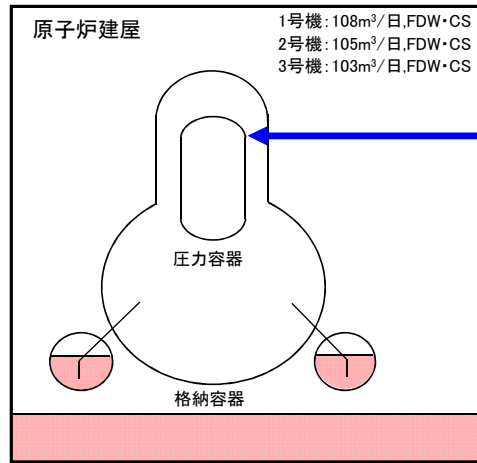 原子炉建屋
1号機：108m³/日,FDW・CS
2号機：105m³/日,FDW・CS
3号機：103m³/日,FDW・CS
圧力容器
格納容器